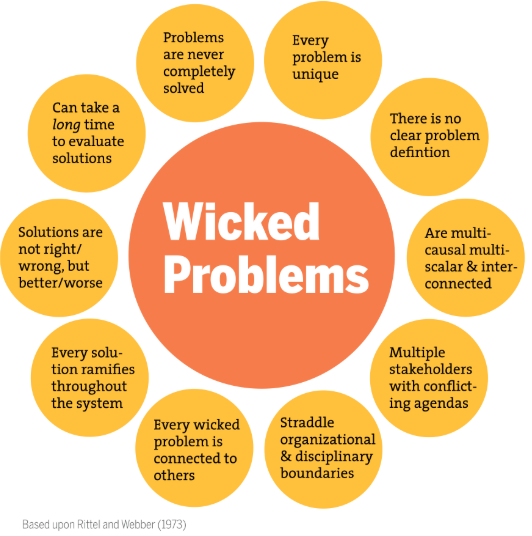 Problems
are never
completely
solved
Every
problem is
unique
Can take a
long time
to evaluate
solutions
There is no
clear problem
defintion
Wicked
Problems
Solutions are
not right/
wrong, but
better/worse
Are multi-
causal multi-
scalar & inter-
connected
Every solu-
tion ramifies
throughout
the system
Multiple
stakeholders
with conflict-
ing agendas
Every wicked
problem is
connected to
others
Straddle
organizational
& disciplinary
boundaries
Based upon Rittel and Webber (1973)